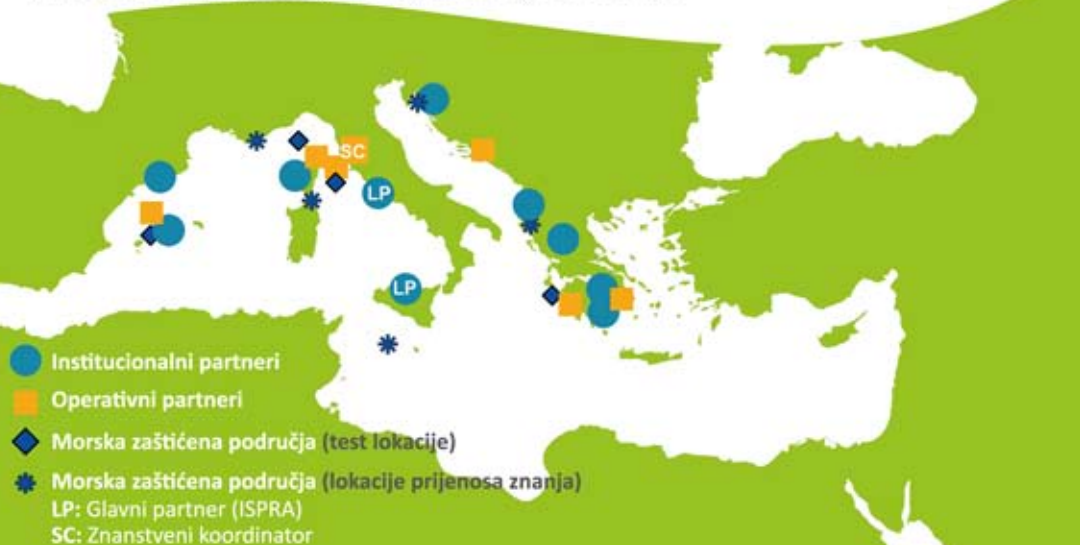 SC
LP
LP
Institucionalni partneri
Operativni partneri
Morska zaštićena područja (test lokacije)
Morska zaštićena područja (lokacije prijenosa znanja)
LP: Glavni partner (ISPRA)
SC: Znanstveni koordinator